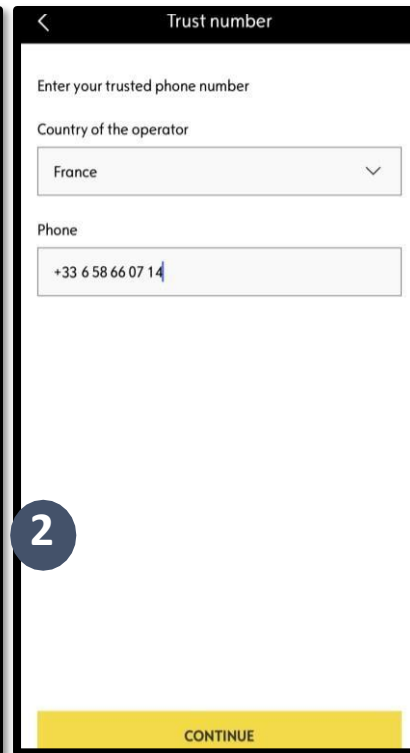 Trust number
Enter your trusted phone number
Country of the operator
France
Phone
+33 6 58 66 07 14
2
CONTINUE